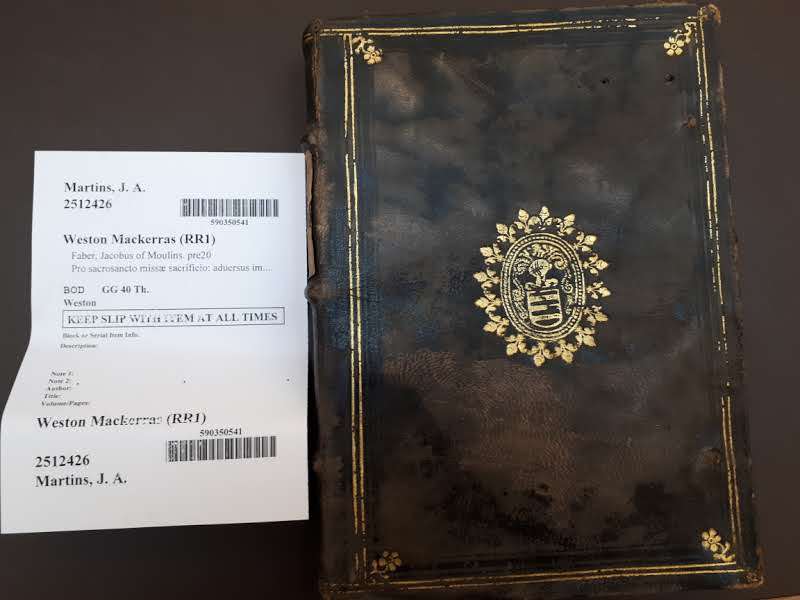 Martins, J. A.
2512426
590350541
Weston Mackerras (RR1)
Faber, Jacobus of Moulins. pre20
Pro sacrosancto missæ sacrificio: aduersus im....
BOD GG 40 Th.
Weston
KEEP SLIP WITH ITEM AT ALL TIMES
Book or Serial Item Info.
Description:
Note 1:
Note 2:
Author:
Title:
Volume/Pages:
Weston Mackerras (RR1)
590350541
2512426
Martins, J. A.